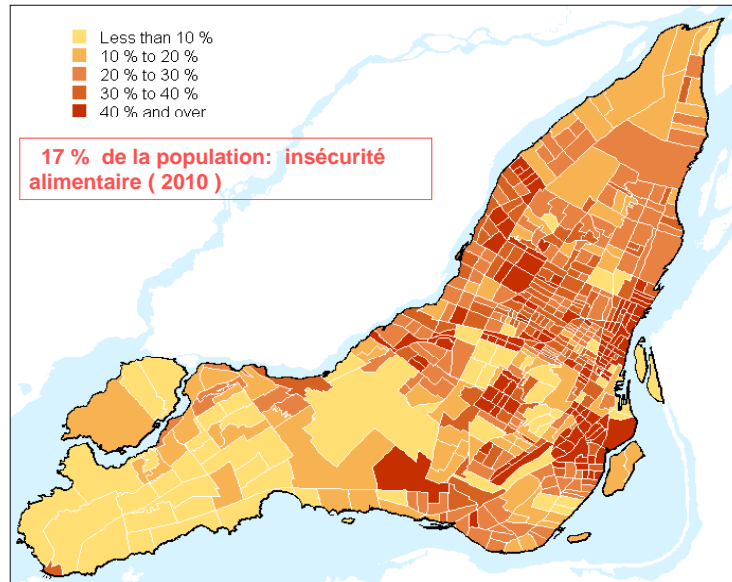 Less than 10 %
10 % to 20 %
20 % to 30 %
30 % to 40 %
40 % and over
17 % de la population: insécurité
alimentaire ( 2010 )